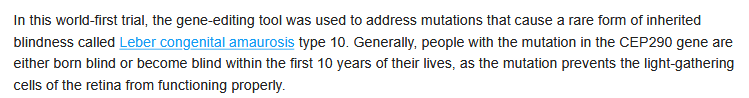 In this world-first trial, the gene-editing tool was used to address mutations that cause a rare form of inherited
blindness called Leber congenital amaurosis type 10. Generally, people with the mutation in the CEP290 gene are
either born blind or become blind within the first 10 years of their lives, as the mutation prevents the light-gathering
cells of the retina from functioning properly.